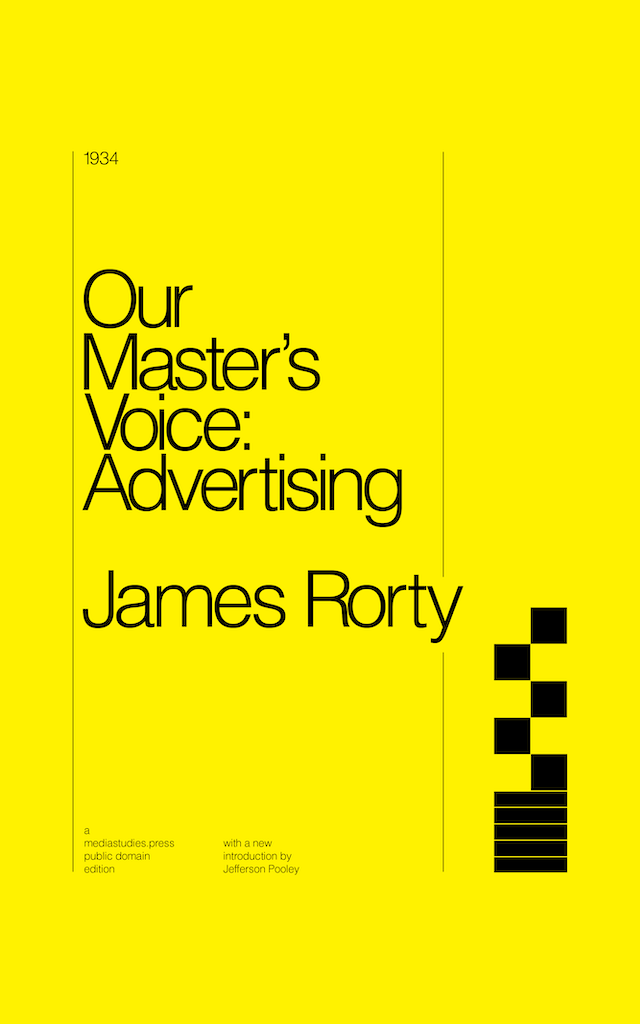 1934
Our
Master’s
Voice:
Advertising
James Rorty
a
mediastudies.press
public domain
edition
with a new
introduction by
Jefferson Pooley